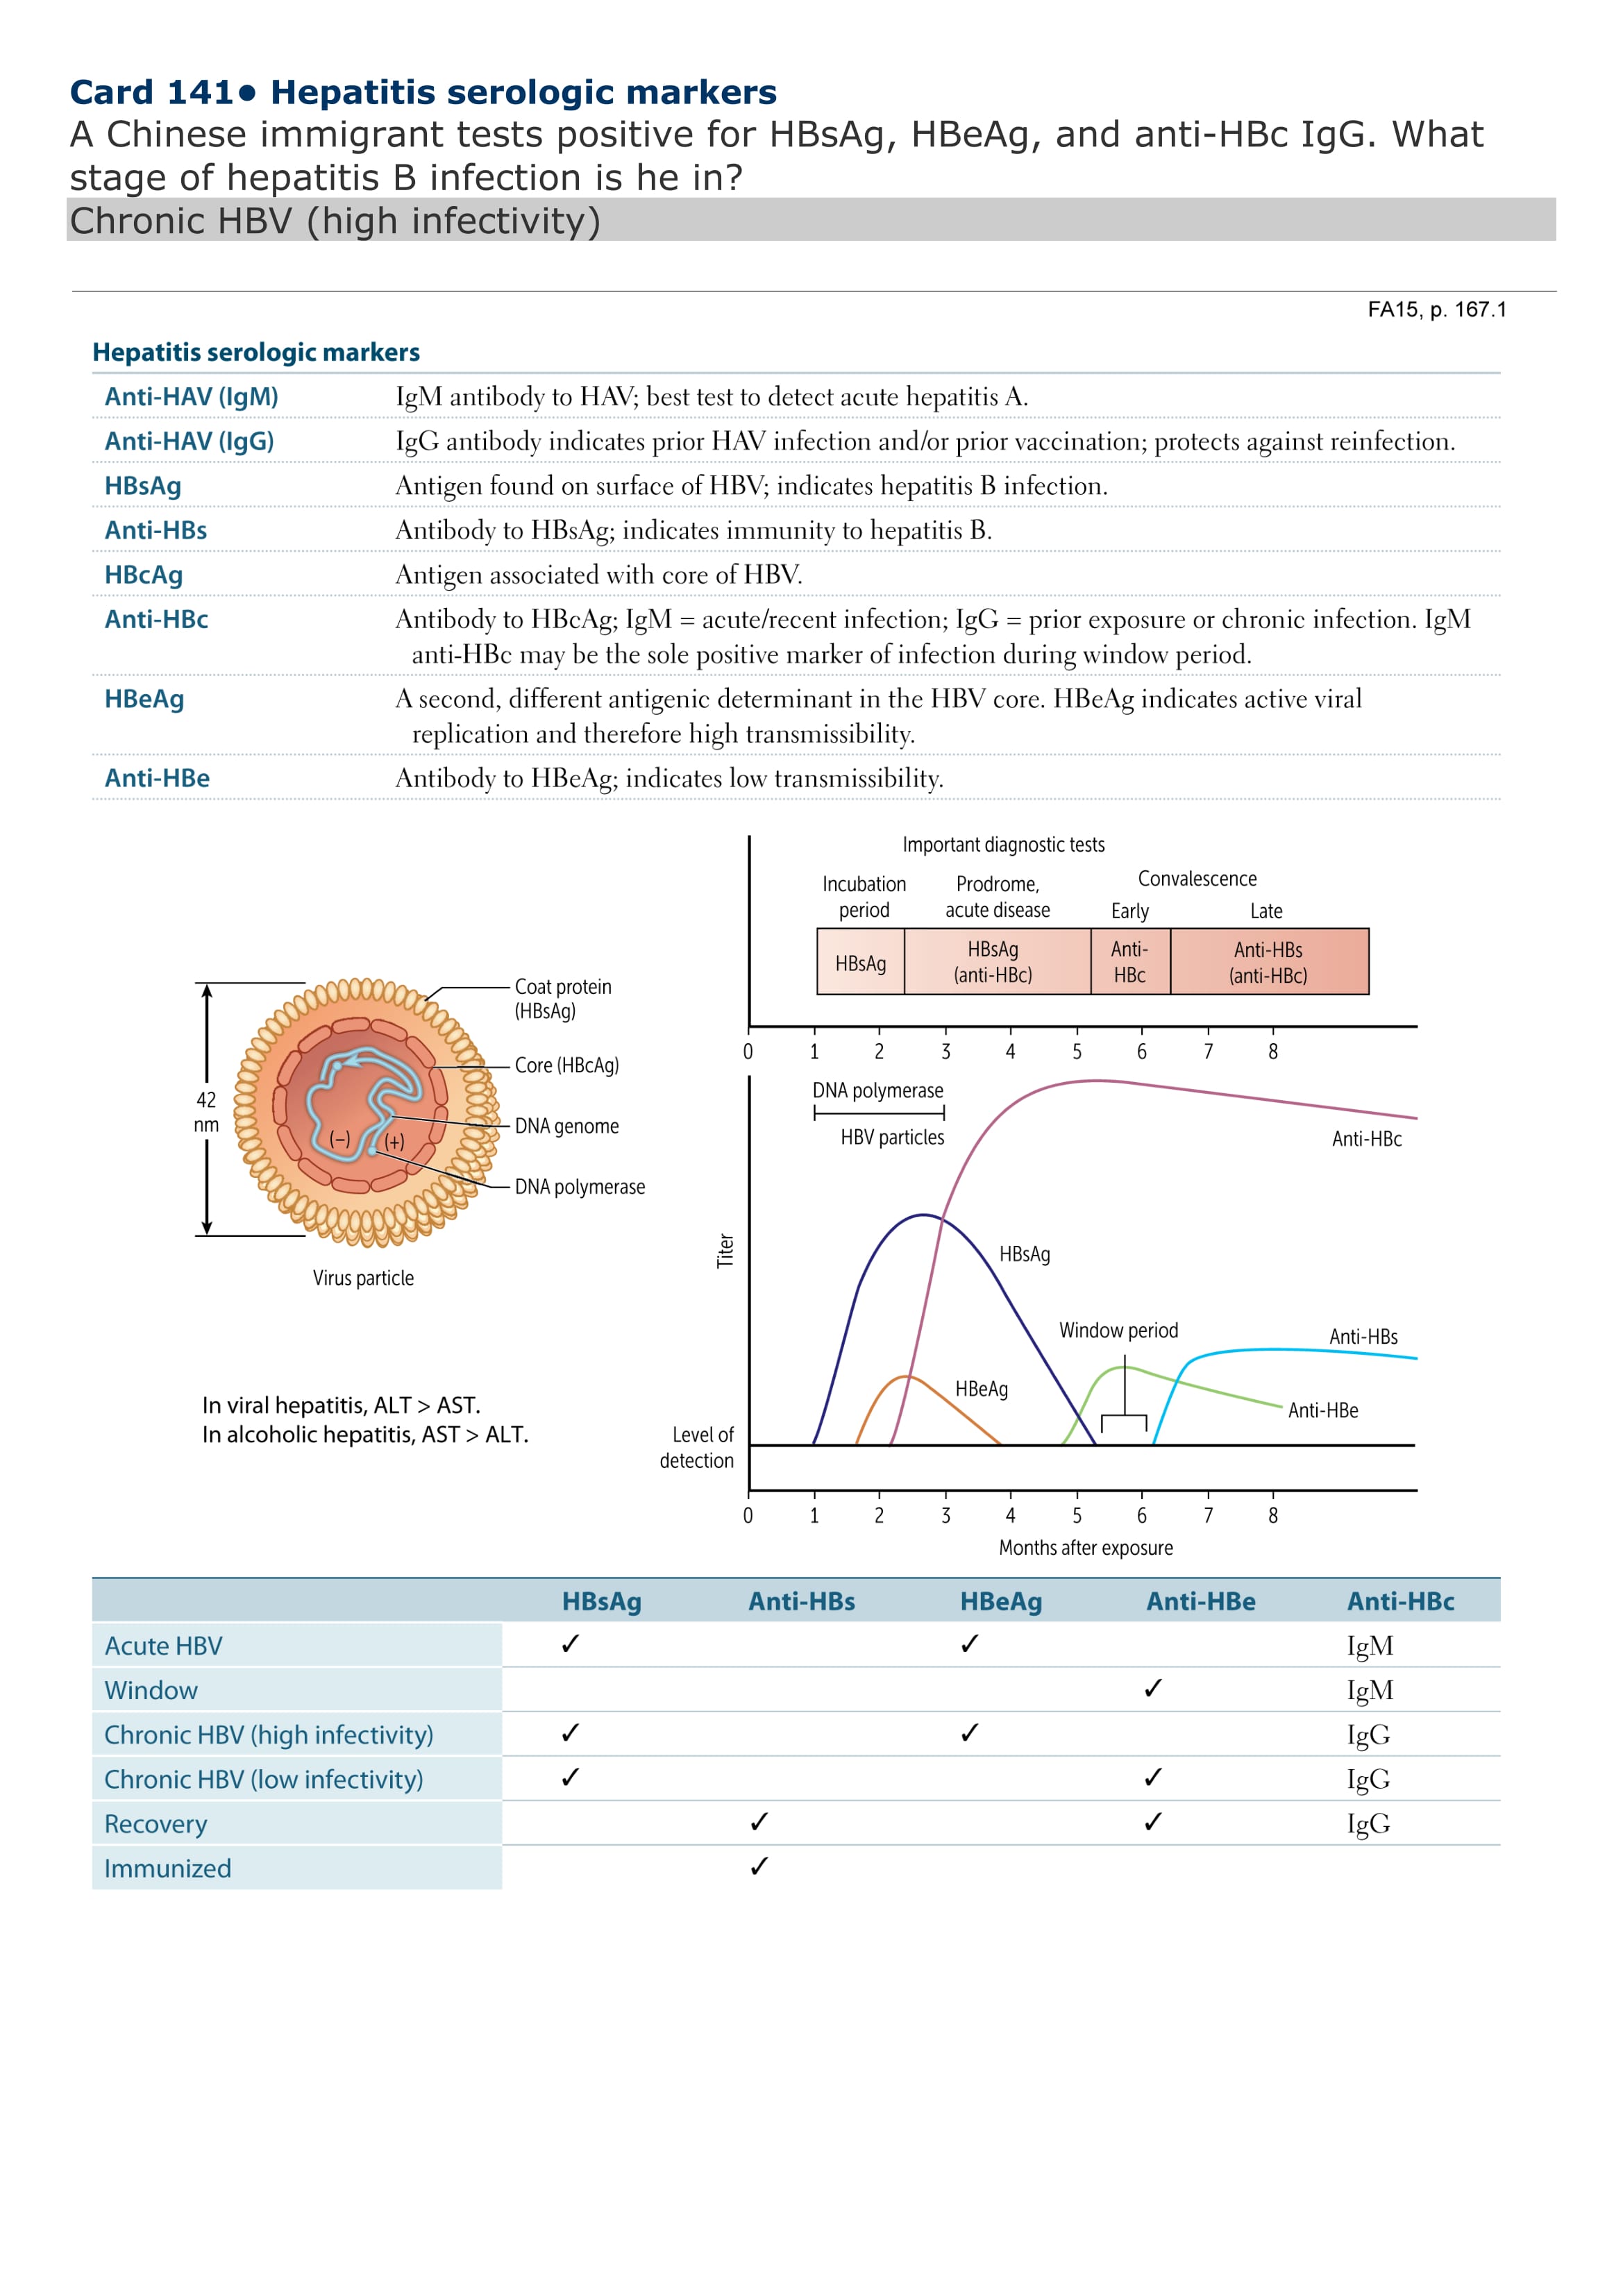 Card 141• Hepatitis serologic markers
A Chinese immigrant tests positive for HBsAg, HBeAg, and anti-HBc IgG. What
stage of hepatitis B infection is he in?
Chronic HBV (high infectivity)
FA15, p. 167.1
Hepatitis serologic markers
Anti-HAV (IgM) IgM antibody to HAV; best test to detect acute hepatitis A.
Anti-HAV (IgG) IgG antibody indicates prior HAV infection and/or prior vaccination; protects against reinfection.
HBsAg Antigen found on surface of HBV; indicates hepatitis B infection.
Anti-HBs Antibody to HBsAg; indicates immunity to hepatitis B.
HBcAg Antigen associated with core of HBV.
Anti-HBc Antibody to HBcAg; IgM = acute/recent infection; IgG = prior exposure or chronic infection. IgM
anti-HBc may be the sole positive marker of infection during window period.
HBeAg A second, different antigenic determinant in the HBV core. HBeAg indicates active viral
replication and therefore high transmissibility.
Anti-HBe Antibody to HBeAg; indicates low transmissibility.
42
nm
Coat protein
(HBsAg)
Core (HBcAg)
DNA genome
DNA polymerase
(–) (+)
Virus particle
In viral hepatitis, ALT > AST.
In alcoholic hepatitis, AST > ALT.
Important diagnostic tests
Incubation
period
Prodrome,
acute disease
Convalescence
Early Late
HBsAg
HBsAg
(anti-HBc)
Anti-
HBc
Anti-HBs
(anti-HBc)
0 1 2 3 4 5 6 7 8
DNA polymerase
HBV particles
Anti-HBc
Titer
HBsAg
Window period
Anti-HBs
HBeAg
Anti-HBe
Level of
detection
0 1 2 3 4 5 6 7 8
Months after exposure
HBsAg Anti-HBs HBeAg Anti-HBe Anti-HBc
Acute HBV ✓ ✓ IgM
Window ✓ IgM
Chronic HBV (high infectivity) ✓ ✓ IgG
Chronic HBV (low infectivity) ✓ ✓ IgG
Recovery ✓ ✓ IgG
Immunized ✓